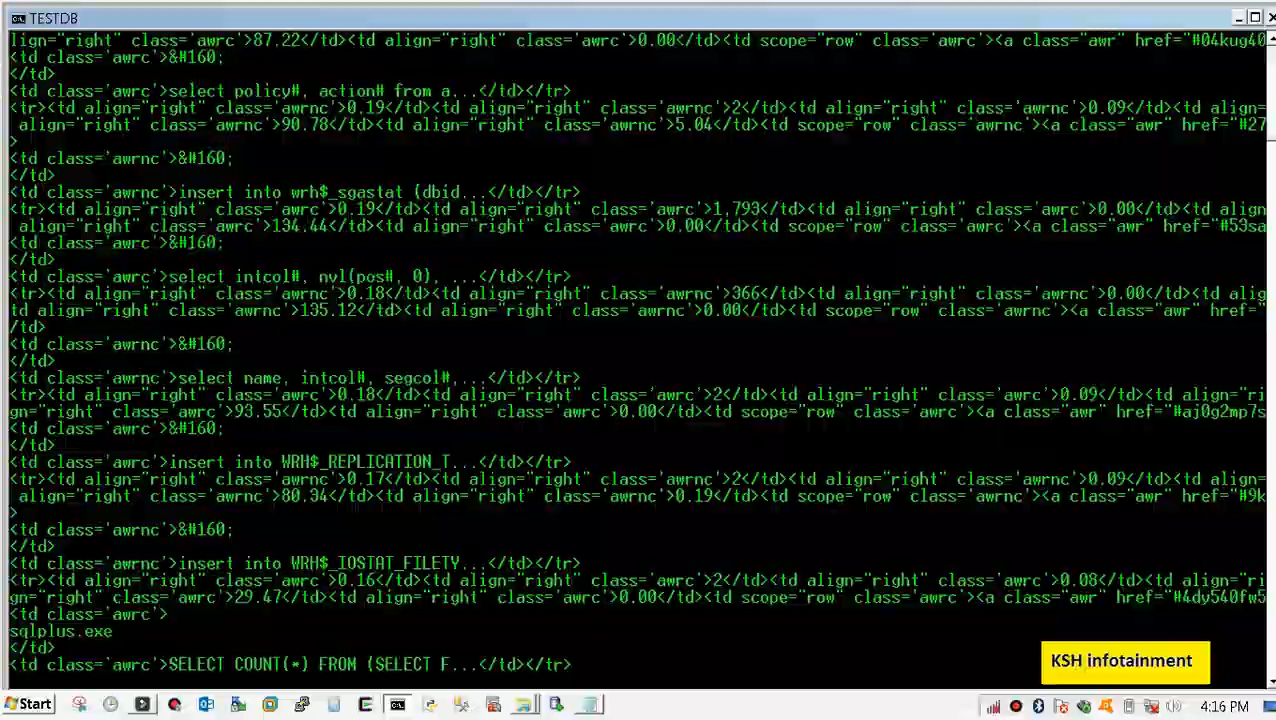 TESTDB
lign="right" class='awrc'>87.22</td><td align="right" class='awrc'>0.00</td><td scope="row" class='awrc'><a class="awr" href="#04kug40
<td class='awrc'>&#160;
</td>
<td class='awrc'>select policy#, action# from a...</td></tr>
<tr><td align="right" class='awrnc'>0.19</td><td align="right" class='awrnc'>2</td><td align="right" class='awrnc'>0.09</td><td align=
 align="right" class='awrnc'>90.78</td><td align="right" class='awrnc'>5.04</td><td scope="row" class='awrnc'><a class="awr" href="#27
>
<td class='awrnc'>&#160;
</td>
<td class='awrnc'>insert into wrh$_sgastat (dbid...</td></tr>
<tr><td align="right" class='awrc'>0.19</td><td align="right" class='awrc'>1,793</td><td align="right" class='awrc'>0.00</td><td align
 align="right" class='awrc'>134.44</td><td align="right" class='awrc'>0.00</td><td scope="row" class='awrc'><a class="awr" href="#53sa
<td class='awrc'>&#160;
</td>
<td class='awrc'>select intcol#, nvl(pos#, 0), ...</td></tr>
<tr><td align="right" class='awrnc'>0.18</td><td align="right" class='awrnc'>366</td><td align="right" class='awrnc'>0.00</td><td alig
td align="right" class='awrnc'>135.12</td><td align="right" class='awrnc'>0.00</td><td scope="row" class='awrnc'><a class="awr" href="
/td>
<td class='awrnc'>&#160;
</td>
<td class='awrnc'>select name, intcol#, segcol#,...</td></tr>
<tr><td align="right" class='awrc'>0.18</td><td align="right" class='awrc'>2</td><td align="right" class='awrc'>0.09</td><td align="ri
gn="right" class='awrc'>93.55</td><td align="right" class='awrc'>0.00</td><td scope="row" class='awrc'><a class="awr" href="#aj0g2mp7s
<td class='awrc'>&#160;
</td>
<td class='awrc'>insert into WRH$_REPLICATION_T...</td></tr>
<tr><td align="right" class='awrnc'>0.17</td><td align="right" class='awrnc'>2</td><td align="right" class='awrnc'>0.09</td><td align=
 align="right" class='awrnc'>80.34</td><td align="right" class='awrnc'>0.19</td><td scope="row" class='awrnc'><a class="awr" href="#9k
>
<td class='awrnc'>&#160;
</td>
<td class='awrnc'>insert into WRH$_IOSTAT_FILETY...</td></tr>
<tr><td align="right" class='awrc'>0.16</td><td align="right" class='awrc'>2</td><td align="right" class='awrc'>0.08</td><td align="ri
gn="right" class='awrc'>29.47</td><td align="right" class='awrc'>0.00</td><td scope="row" class='awrc'><a class="awr" href="#4dy540fw5
<td class='awrc'>
sqlplus.exe
</td>
<td class='awrc'>SELECT COUNT(*) FROM (SELECT F...</td></tr>
KSH infotainment
Start
4:16 PM